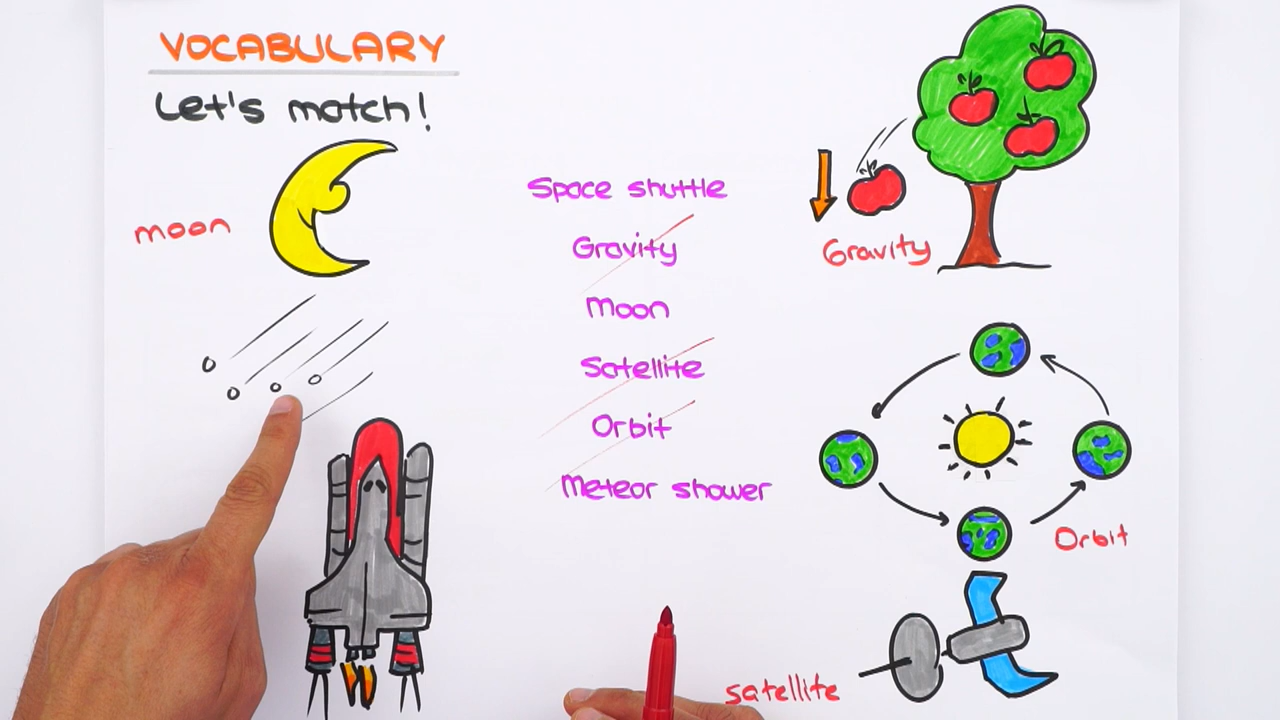 VOCABULARY
Let's match!
moon
Space shuttle
Gravity
Moon
Satellite
Orbit
Meteor shower
Gravity
Orbit
satellite